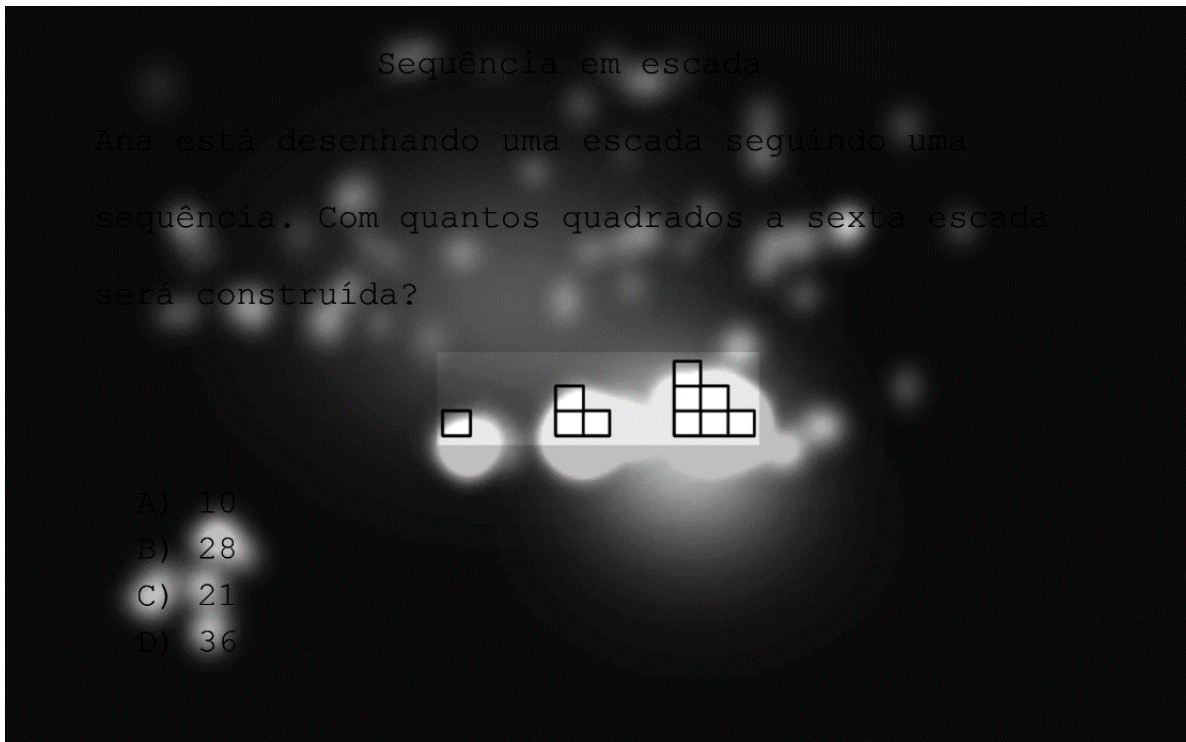 Sequência em escada
Ana está desenhando uma escada seguindo uma
sequência. Com quantos quadrados a sexta escada
será construída?
A) 10
B) 28
C) 21
D) 36